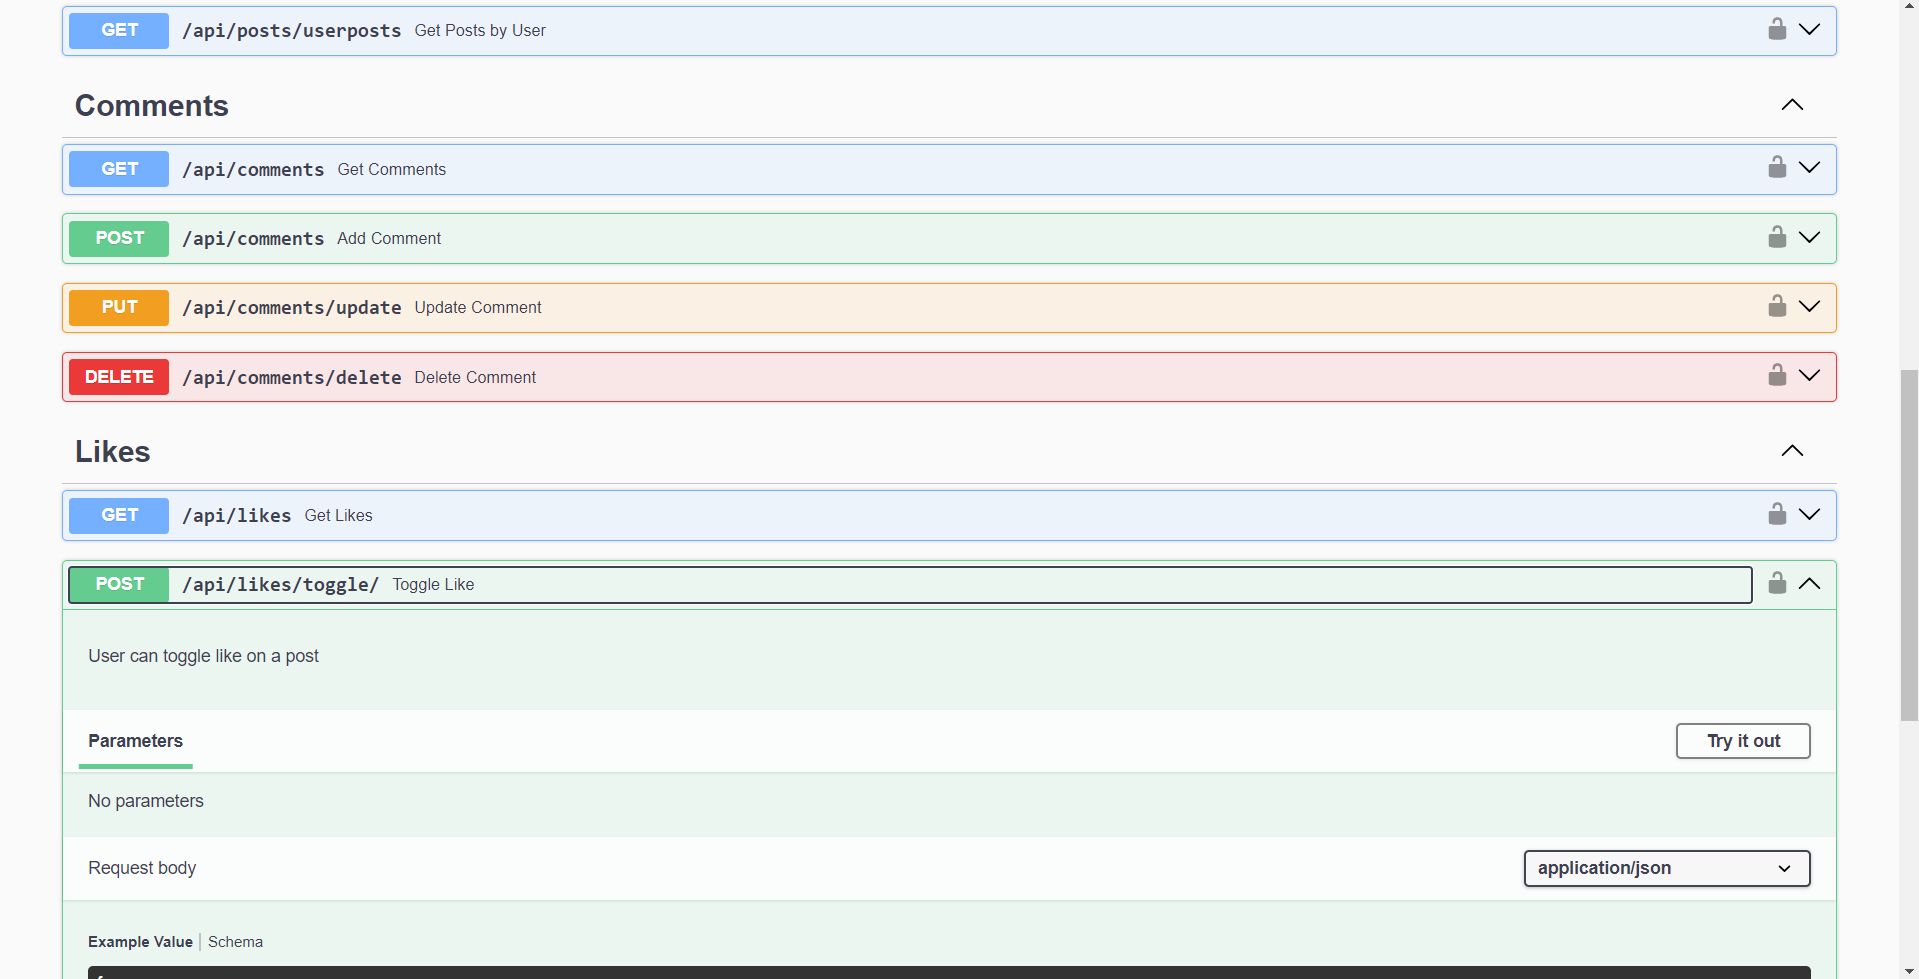 GET /api/posts/userposts Get Posts by User
Comments
GET /api/comments Get Comments
POST /api/comments Add Comment
PUT /api/comments/update Update Comment
DELETE /api/comments/delete Delete Comment
Likes
GET /api/likes Get Likes
POST /api/likes/toggle/ Toggle Like
User can toggle like on a post
Parameters Try it out
No parameters
Request body application/json
Example Value Schema